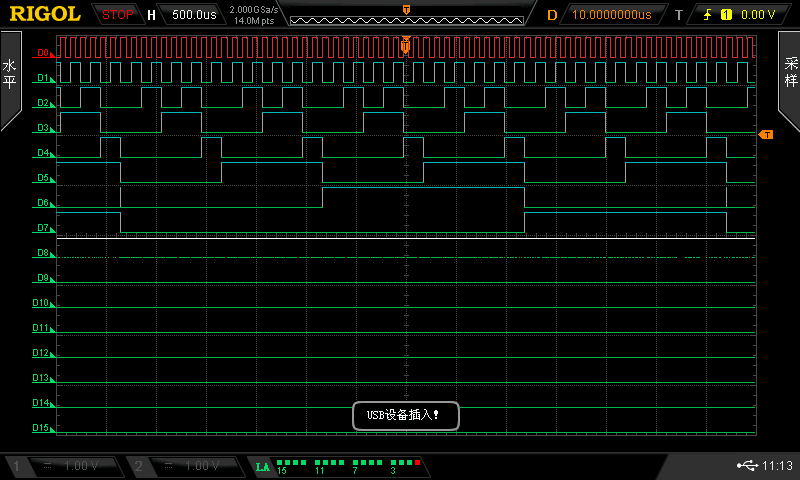 RIGOL STOP H 500.0us 2.000GSa/s D 10.0000000us T 1 0.00 V
14.0M pts
T
水平
采样
D0 T
D1
D2
D3
T
D4
D5
D6
D7
D8
D9
D10
D11
D12
D13
D14
USB设备插入!
D15
1 = 1.00 V 2 = 1.00 V LA 15 11 7 3 11:13